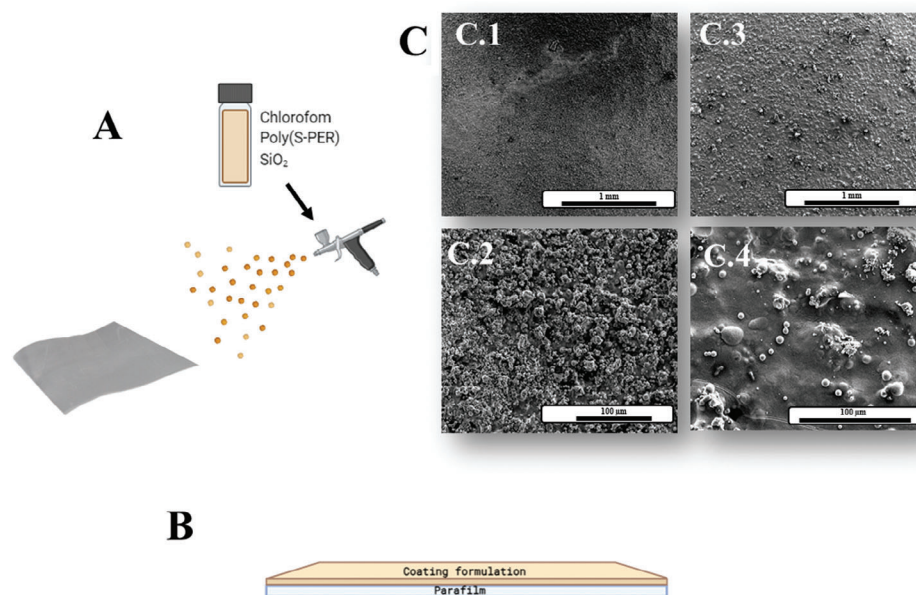 A
Chlorofom
Poly(S-PER)
SiO₂
C
C.1
1 mm
C.3
1 mm
C.2
100 μm
C.4
100 μm
B
Coating formulation
Parafilm